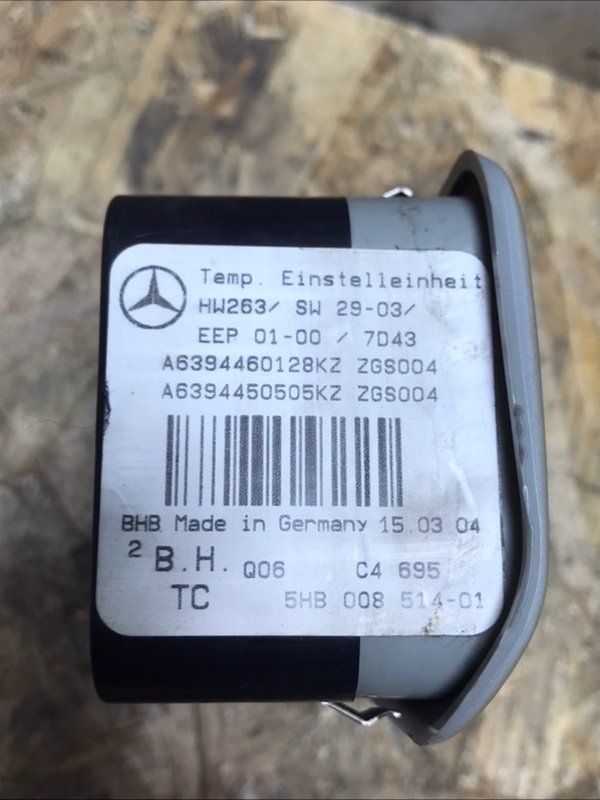 Temp. Einstelleinheit
HW263/ SW 29-03/
EEP 01-00 / 7D43
A6394460128KZ ZGS004
A6394450505KZ ZGS004
BHB Made in Germany 15.03 04
2 B.H. Q06 C4 695
TC 5HB 008 514-01